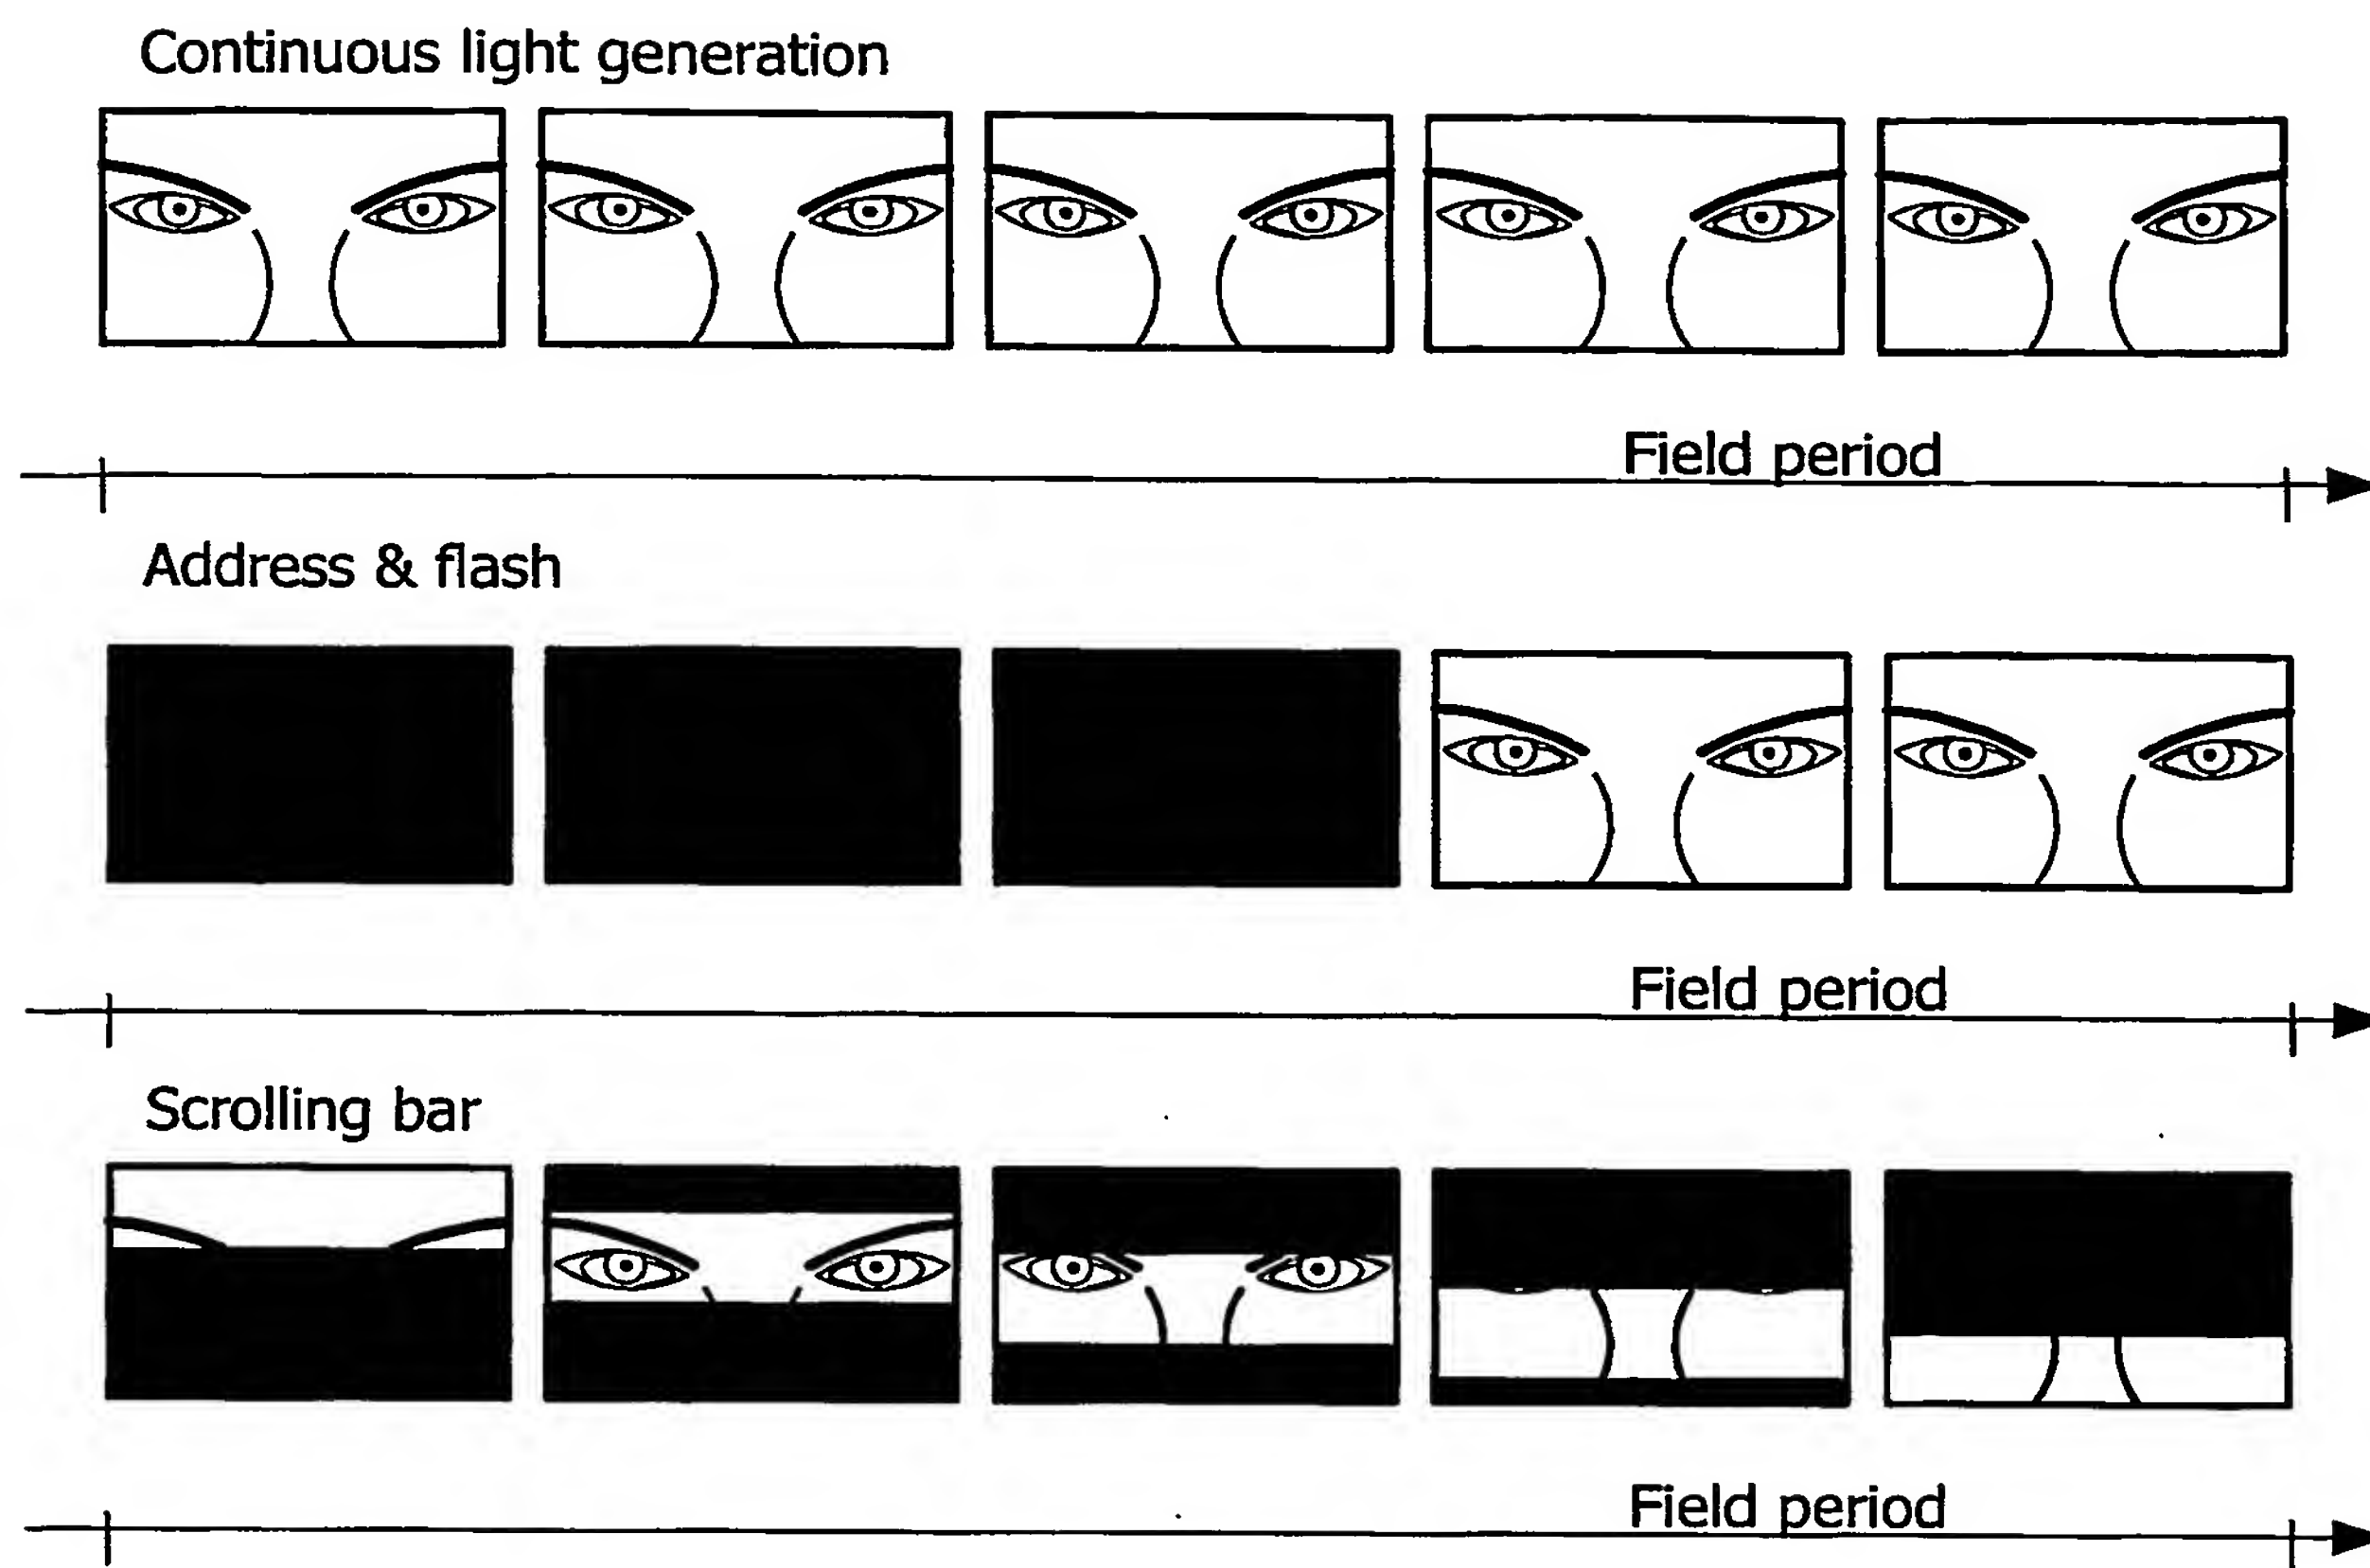 Continuous light generation
Field period
Address & flash
Field period
Scrolling bar
Field period